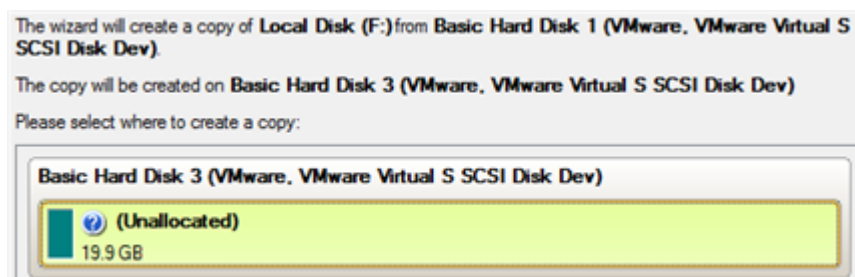 The wizard will create a copy of Local Disk (F:)from Basic Hard Disk 1 (VMware, VMware Virtual S
SCSI Disk Dev).
The copy will be created on Basic Hard Disk 3 (VMware, VMware Virtual S SCSI Disk Dev)
Please select where to create a copy:
Basic Hard Disk 3 (VMware, VMware Virtual S SCSI Disk Dev)
(Unallocated)
19.9 GB